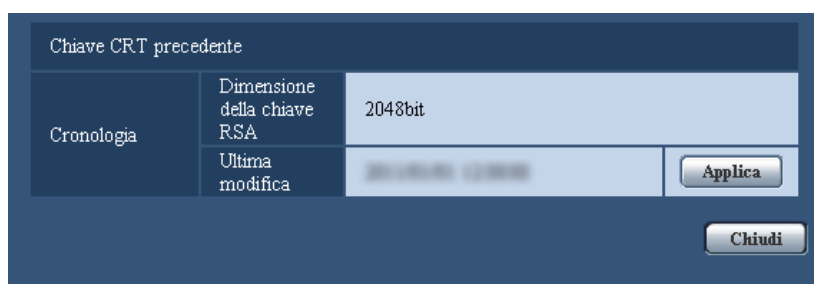 Chiave CRT precedente
Cronologia
Dimensione
della chiave
RSA
2048bit
Ultima
modifica
Applica
Chiudi